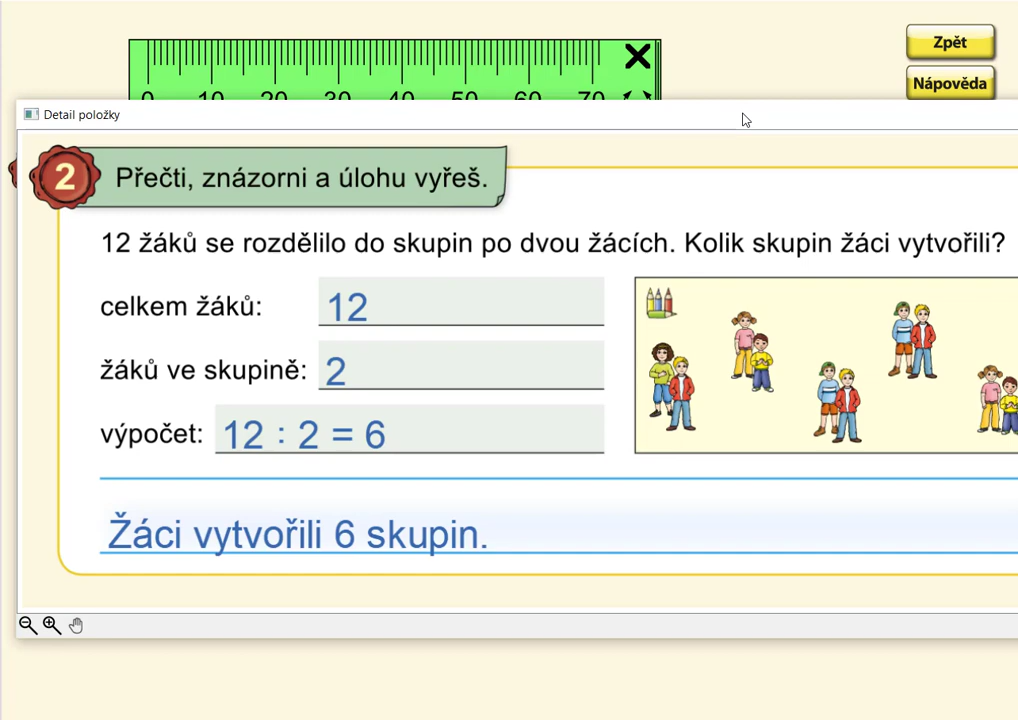 Zpět
Nápověda
0 10 20 30 40 50 60 70
Detail položky
2 Přečti, znázorni a úlohu vyřeš.
12 žáků se rozdělilo do skupin po dvou žácích. Kolik skupin žáci vytvořili?
celkem žáků: 12
žáků ve skupině: 2
výpočet: 12 : 2 = 6
Žáci vytvořili 6 skupin.